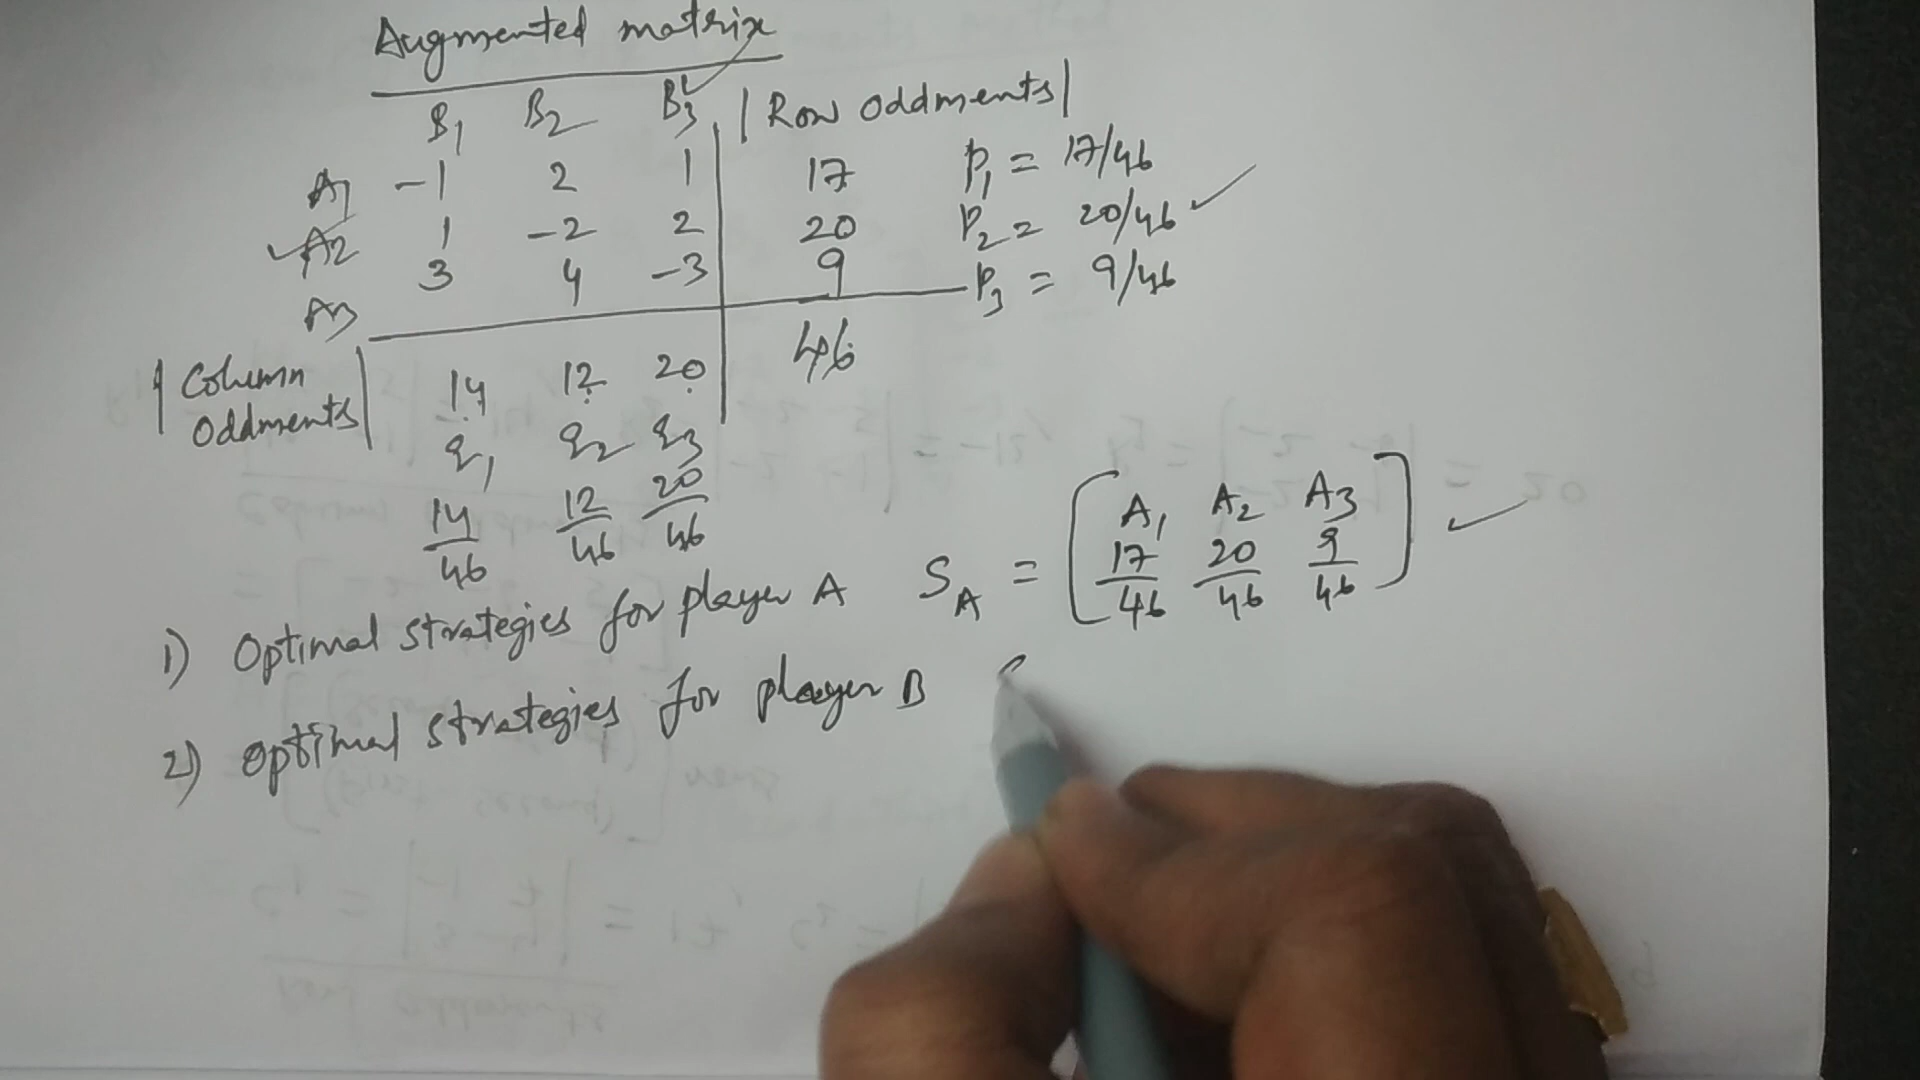 Augmented matrix
B1 B2 B3 | Row oddments |
A1 -1 2 1 17 P1 = 17/46
A2 1 -2 2 20 P2 = 20/46
A3 3 4 -3 9 P3 = 9/46
| Column oddments | 14 12 20 46
q1 q2 q3
14/46 12/46 20/46
1) Optimal strategies for player A SA = [A1 A2 A3
17/46 20/46 9/46]
2) Optimal strategies for player B